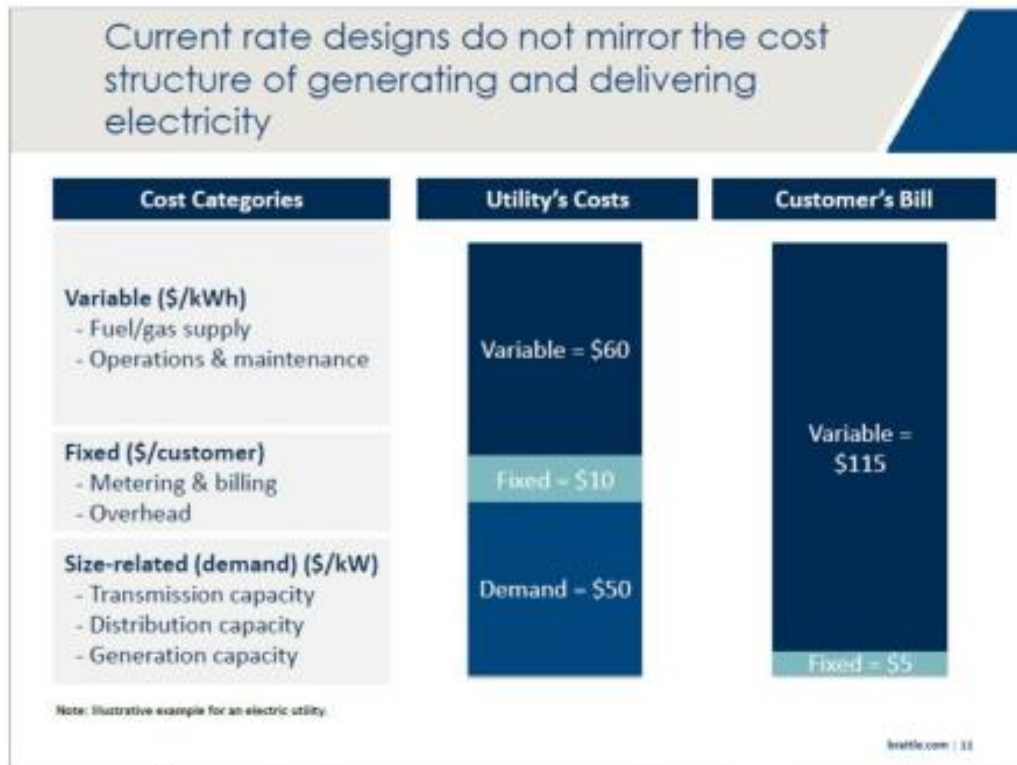 Current rate designs do not mirror the cost
structure of generating and delivering
electricity
Cost Categories
Utility's Costs
Customer's Bill
Variable ($/kWh)
- Fuel/gas supply
- Operations & maintenance
Fixed ($/customer)
- Metering & billing
- Overhead
Size-related (demand) ($/kW)
- Transmission capacity
- Distribution capacity
- Generation capacity
Variable = $60
Fixed = $10
Demand = $50
Variable =
$115
Fixed = $5
Note: Illustrative example for an electric utility.
brattle.com | 11